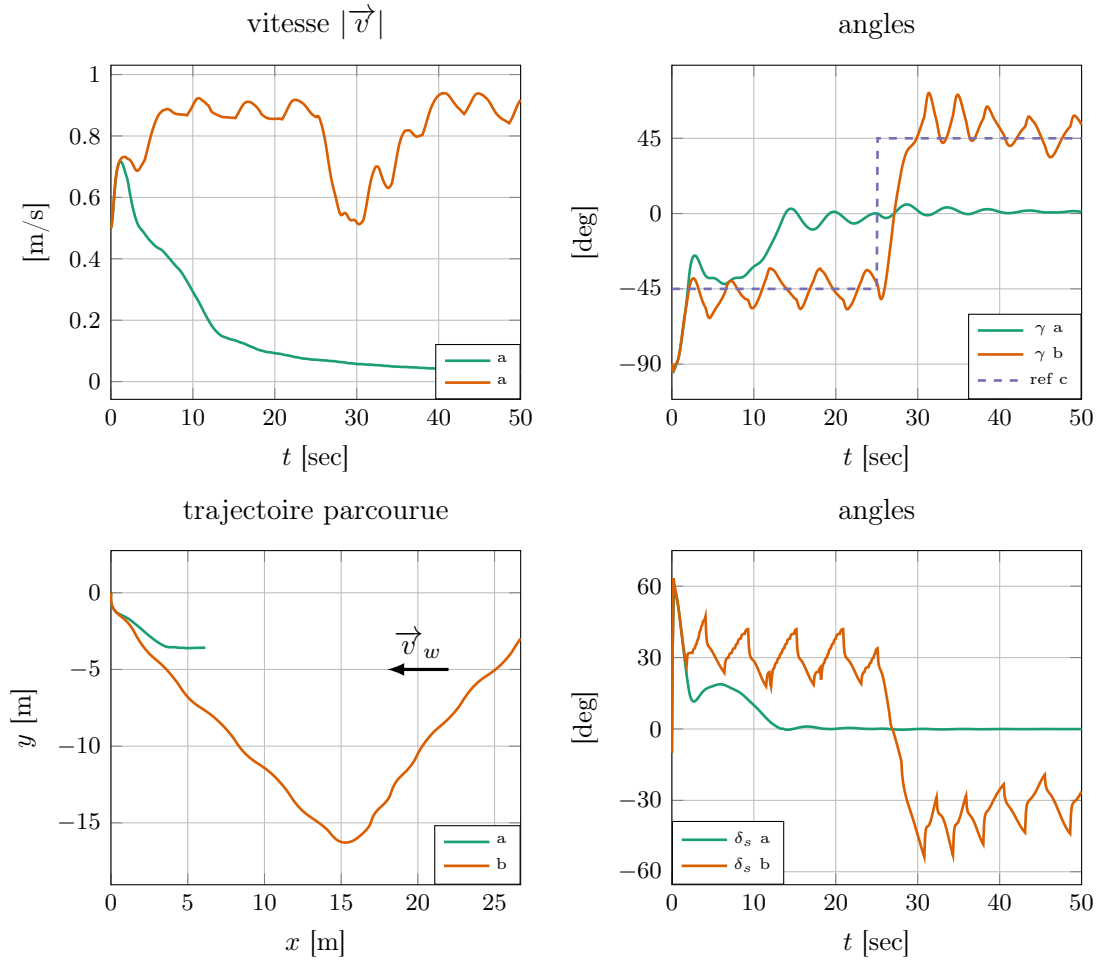 vitesse |v⃗|
1
0.8
0.6
0.4
0.2
0
[m/s]
0 10 20 30 40 50
t [sec]
a
a
angles
45
0
−45
−90
[deg]
0 10 20 30 40 50
t [sec]
γ a
γ b
ref c
trajectoire parcourue
0
−5
−10
−15
y [m]
0 5 10 15 20 25
x [m]
v⃗w
a
b
angles
60
30
0
−30
−60
[deg]
0 10 20 30 40 50
t [sec]
δs a
δs b